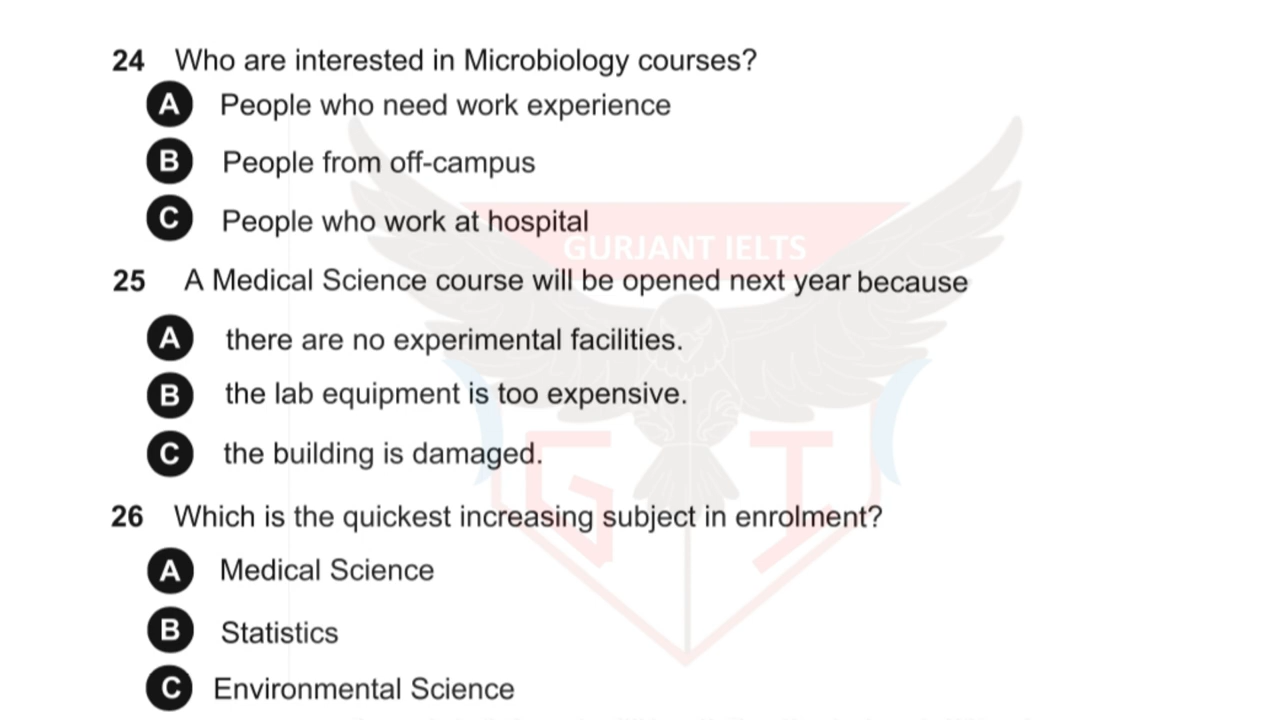 24 Who are interested in Microbiology courses?
A People who need work experience
B People from off-campus
C People who work at hospital
GURJANT IELTS
25 A Medical Science course will be opened next year because
A there are no experimental facilities.
B the lab equipment is too expensive.
C the building is damaged.
G I
26 Which is the quickest increasing subject in enrolment?
A Medical Science
B Statistics
C Environmental Science